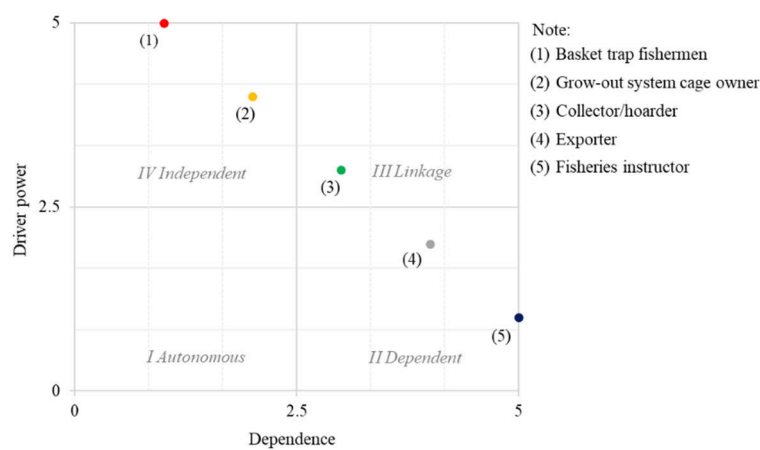 5
Note:
(1)
(1) Basket trap fishermen
(2) Grow-out system cage owner
(2)
(3) Collector/hoarder
(4) Exporter
(5) Fisheries instructor
IV Independent
III Linkage
(3)
Driver power
2.5
(4)
(5)
I Autonomous
II Dependent
0
0
2.5
5
Dependence